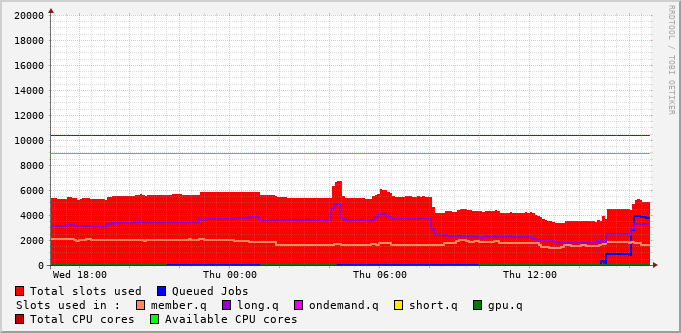 20000
18000
16000
14000
12000
10000
8000
6000
4000
2000
0
Wed 18:00 Thu 00:00 Thu 06:00 Thu 12:00
Total slots used Queued Jobs
Slots used in : member.q long.q ondemand.q short.q gpu.q
Total CPU cores Available CPU cores
RRDTOOL / TOBI OETIKER